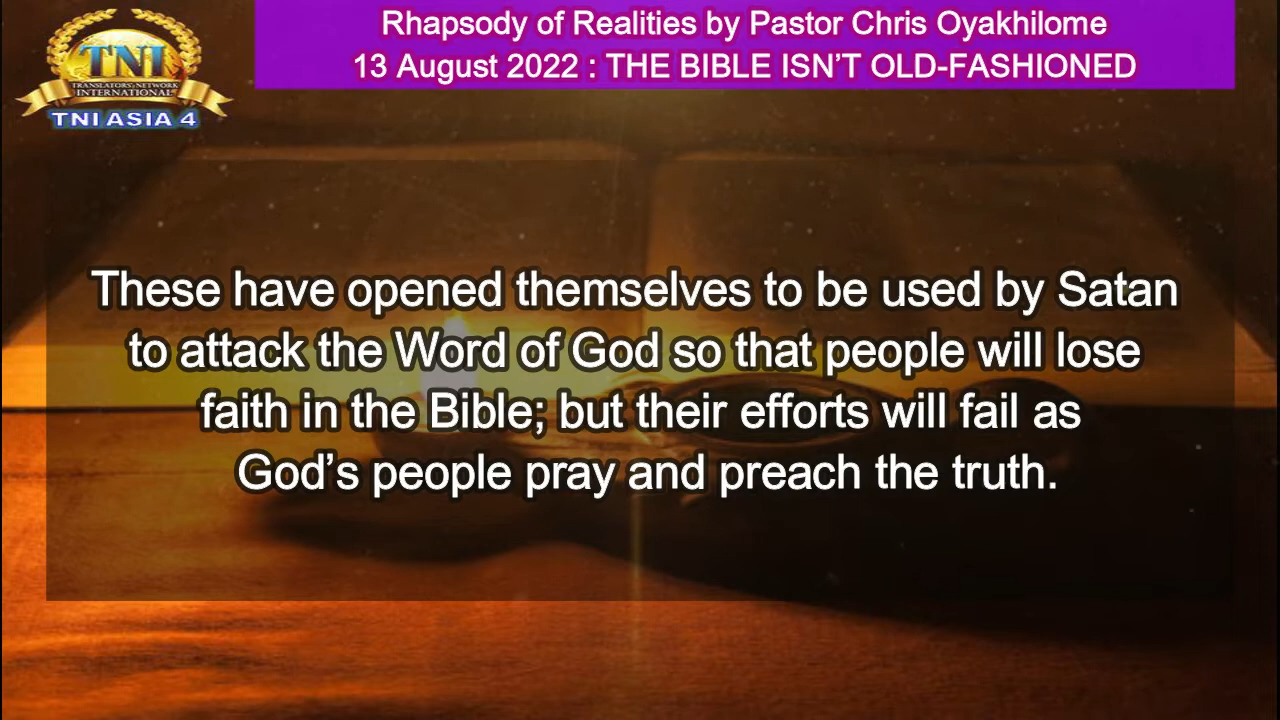 Rhapsody of Realities by Pastor Chris Oyakhilome
13 August 2022 : THE BIBLE ISN’T OLD-FASHIONED
TNI
TRANSLATORS' NETWORK
INTERNATIONAL
TNI ASIA 4
These have opened themselves to be used by Satan
to attack the Word of God so that people will lose
faith in the Bible; but their efforts will fail as
God’s people pray and preach the truth.